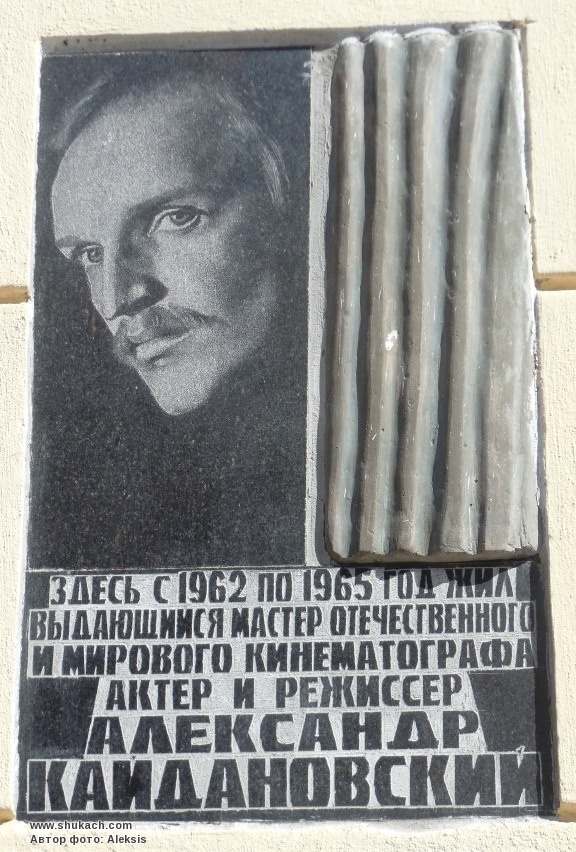 ЗДЕСЬ С 1962 ПО 1965 ГОД ЖИЛ
ВЫДАЮЩИЙСЯ МАСТЕР ОТЕЧЕСТВЕННОГО
И МИРОВОГО КИНЕМАТОГРАФА
АКТЕР И РЕЖИССЕР
АЛЕКСАНДР
КАЙДАНОВСКИЙ
www.shukach.com
Автор фото: Aleksis